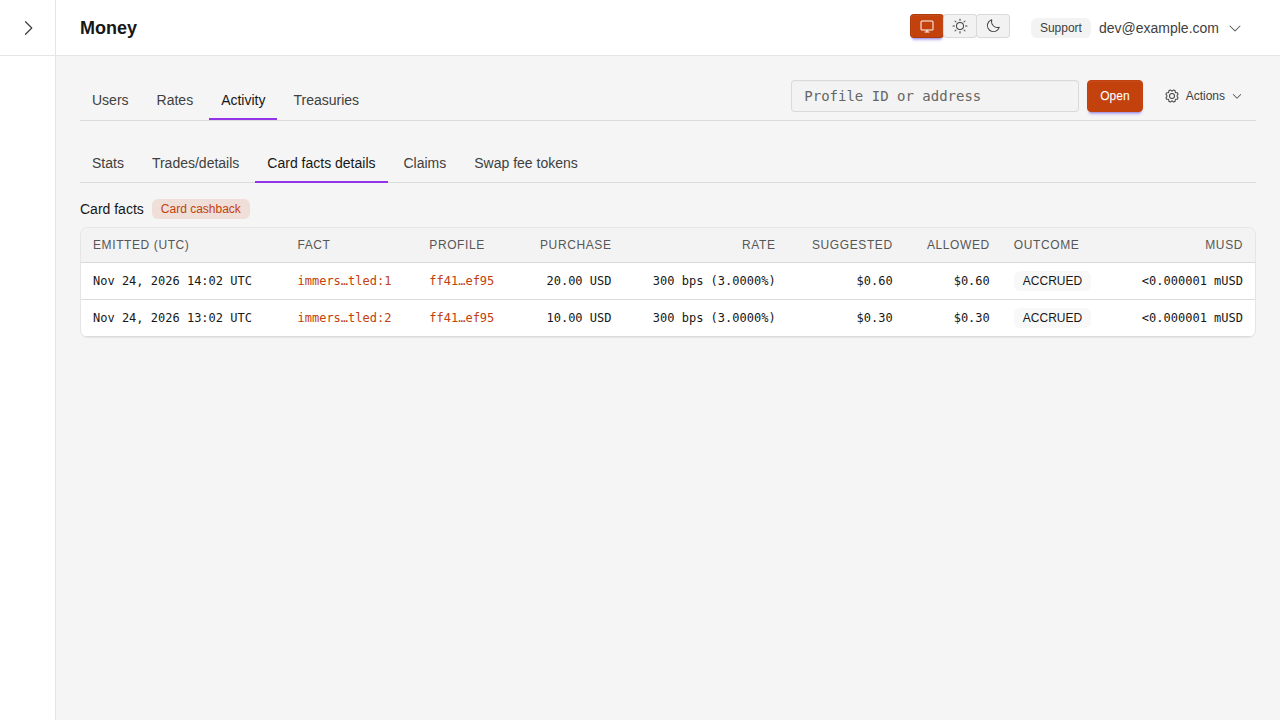 Money
Support dev@example.com
Users Rates Activity Treasuries
Profile ID or address Open Actions
Stats Trades/details Card facts details Claims Swap fee tokens
Card facts Card cashback
EMITTED (UTC) FACT PROFILE PURCHASE RATE SUGGESTED ALLOWED OUTCOME MUSD
Nov 24, 2026 14:02 UTC immers…tled:1 ff41…ef95 20.00 USD 300 bps (3.0000%) $0.60 $0.60 ACCRUED <0.000001 mUSD
Nov 24, 2026 13:02 UTC immers…tled:2 ff41…ef95 10.00 USD 300 bps (3.0000%) $0.30 $0.30 ACCRUED <0.000001 mUSD